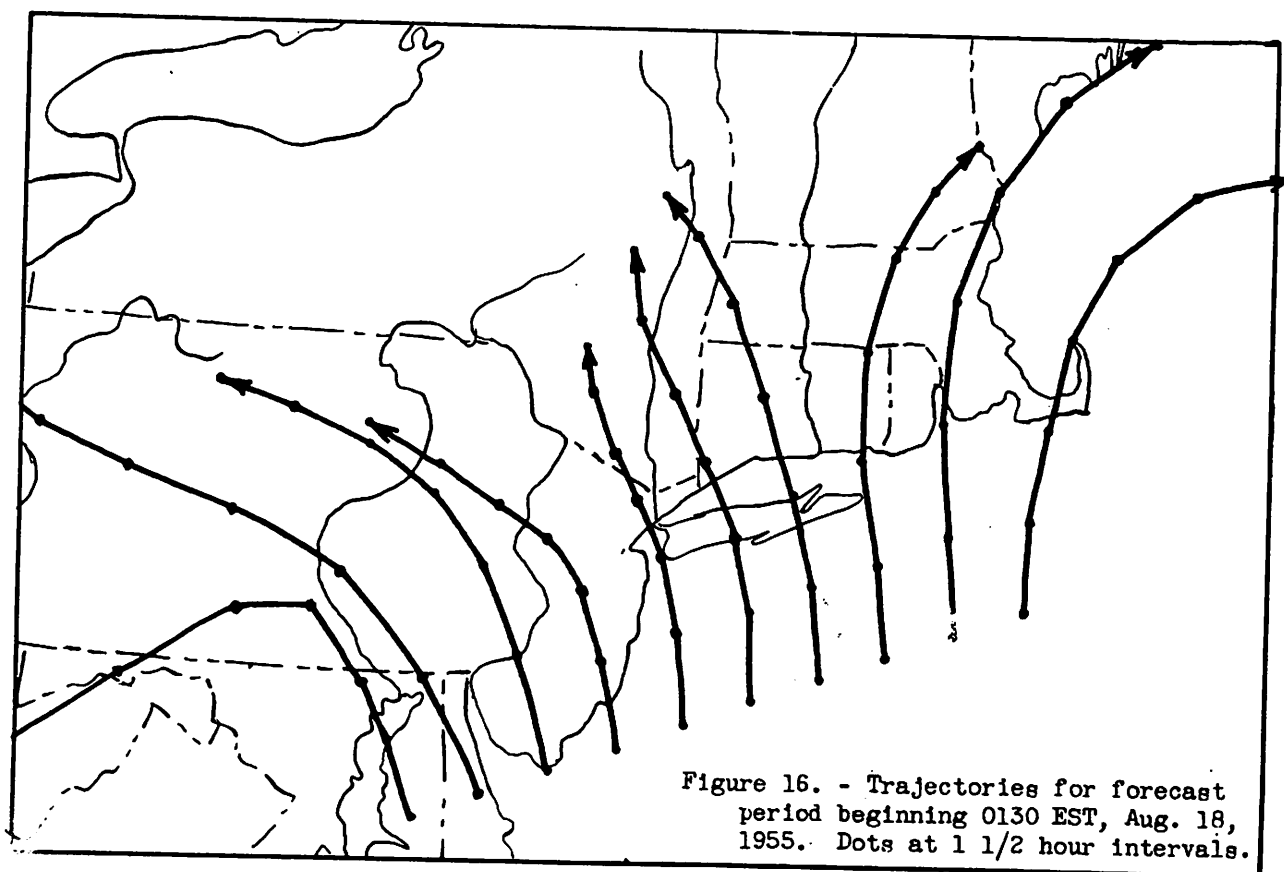 Figure 16. - Trajectories for forecast
period beginning 0130 EST, Aug. 18,
1955. Dots at 1 1/2 hour intervals.